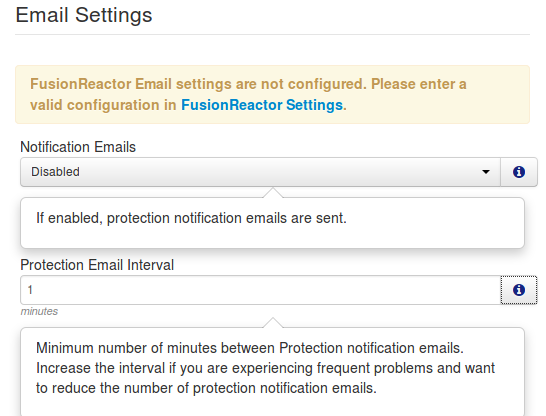 Email Settings
FusionReactor Email settings are not configured. Please enter a
valid configuration in FusionReactor Settings.
Notification Emails
Disabled
If enabled, protection notification emails are sent.
Protection Email Interval
1
minutes
Minimum number of minutes between Protection notification emails.
Increase the interval if you are experiencing frequent problems and want
to reduce the number of protection notification emails.